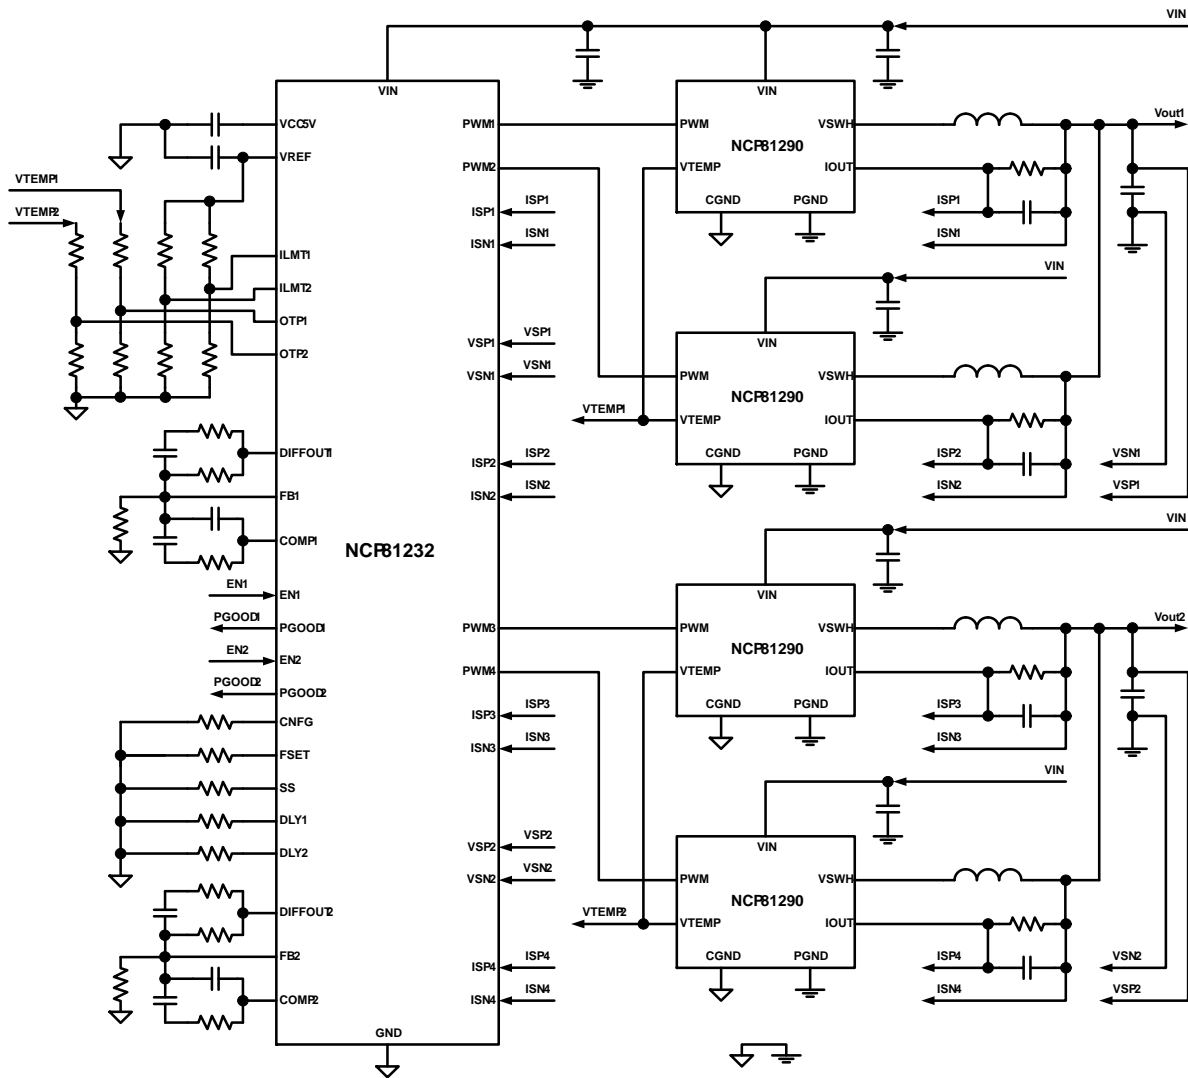 VIN
VIN
VIN
VCC5V
PWM1
PWM
VSWH
Vout1
NCP81290
VREF
PWM2
VTEMP
IOUT
VTEMP1
VTEMP2
ISP1
ISP1
CGND
PGND
ISP1
ISN1
ISN1
ISN1
ILMT1
VIN
ILMT2
OTP1
VSP1
VSP1
VIN
OTP2
VSN1
VSN1
PWM
VSWH
NCP81290
VTEMP1
VTEMP
IOUT
DIFFOUT1
ISP2
ISP2
CGND
PGND
ISP2
VSN1
FB1
ISN2
ISN2
ISN2
VSP1
VIN
COMP1
NCP81232
EN1
EN1
VIN
PGOOD1
PGOOD1
PWM3
PWM
VSWH
Vout2
NCP81290
EN2
EN2
PGOOD2
PGOOD2
PWM4
VTEMP
IOUT
CNFG
ISP3
ISP3
CGND
PGND
ISP3
FSET
ISN3
ISN3
ISN3
VIN
SS
DLY1
DLY2
VSP2
VSP2
VIN
VSN2
VSN2
PWM
VSWH
NCP81290
DIFFOUT2
VTEMP2
VTEMP
IOUT
FB2
ISP4
ISP4
CGND
PGND
ISP4
VSN2
COMP2
ISN4
ISN4
ISN4
VSP2
GND